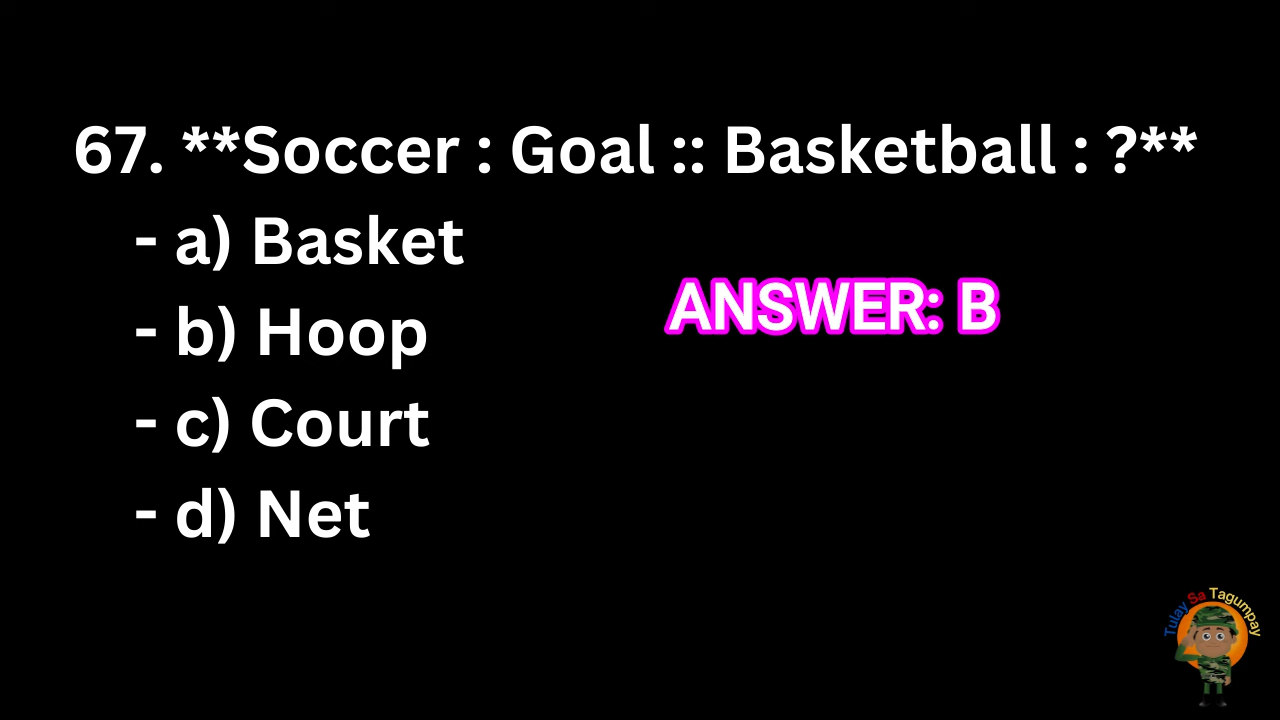 67. **Soccer : Goal :: Basketball : ?**
- a) Basket
- b) Hoop
- c) Court
- d) Net
ANSWER: B
Tulay Sa Tagumpay